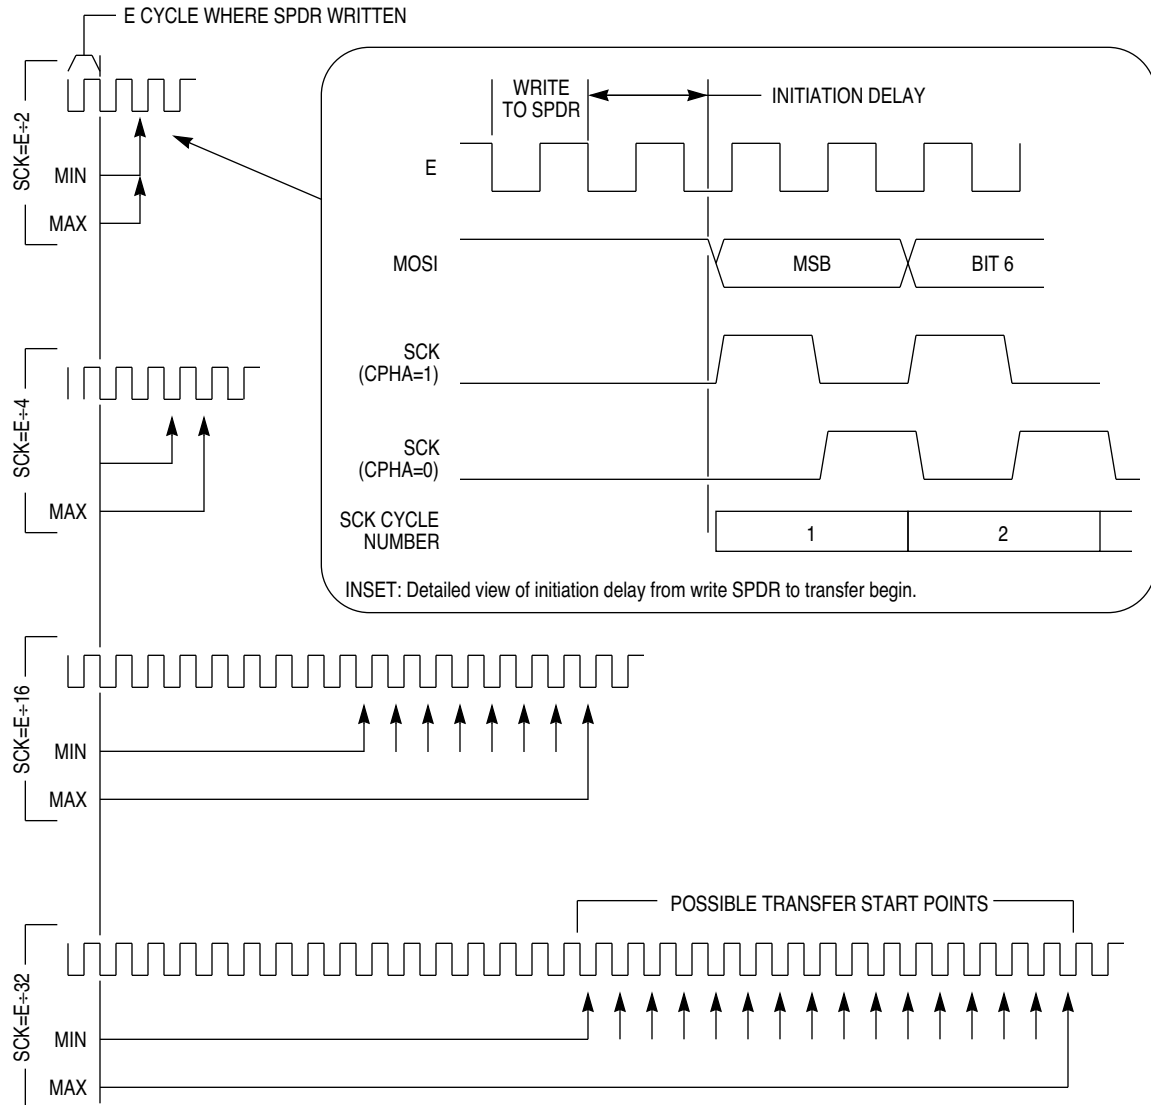 E CYCLE WHERE SPDR WRITTEN
SCK=E÷2
MIN
MAX
WRITE
TO SPDR
INITIATION DELAY
E
MOSI
MSB
BIT 6
SCK
(CPHA=1)
SCK
(CPHA=0)
SCK CYCLE
NUMBER
1
2
INSET: Detailed view of initiation delay from write SPDR to transfer begin.
SCK=E÷4
MAX
SCK=E÷16
MIN
MAX
POSSIBLE TRANSFER START POINTS
SCK=E÷32
MIN
MAX